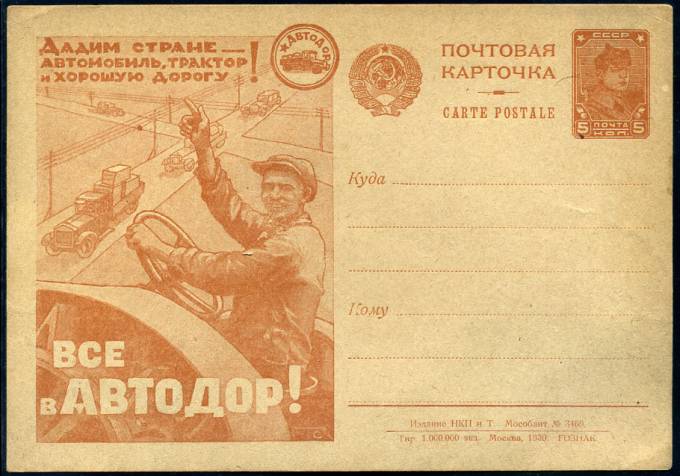 ДАДИМ СТРАНЕ —
АВТОМОБИЛЬ, ТРАКТОР
И ХОРОШУЮ ДОРОГУ!
АВТОДОР
ВСЕ
В АВТОДОР!
ПОЧТОВАЯ
КАРТОЧКА
CARTE POSTALE
СССР
5 ПОЧТА 5
КОП.
Куда
Кому
Издание НКП и Т. Мособлит № 3469.
Тир. 1.000.000 экз. Москва, 1930. ГОЗНАК.